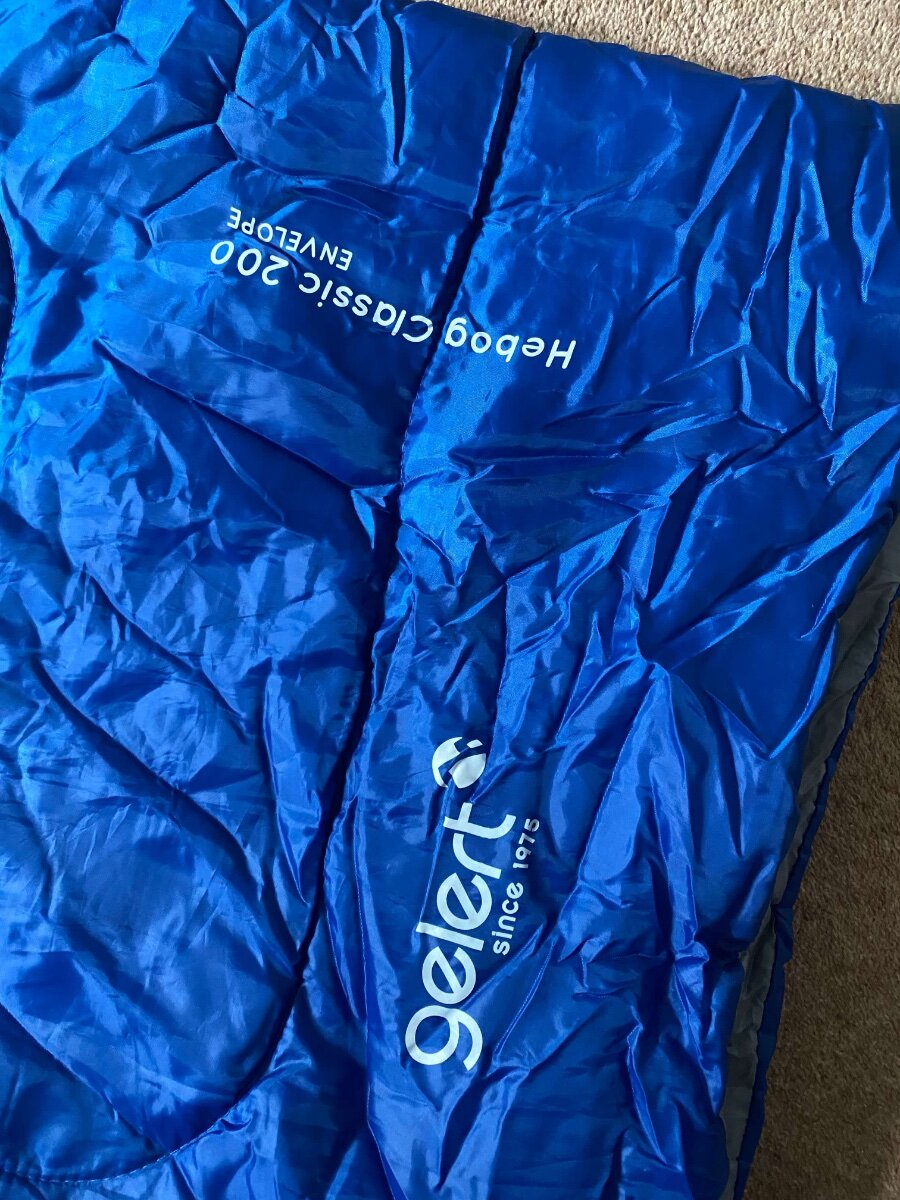 Hebog Classic 200
ENVELOPE
gelert
since 1975